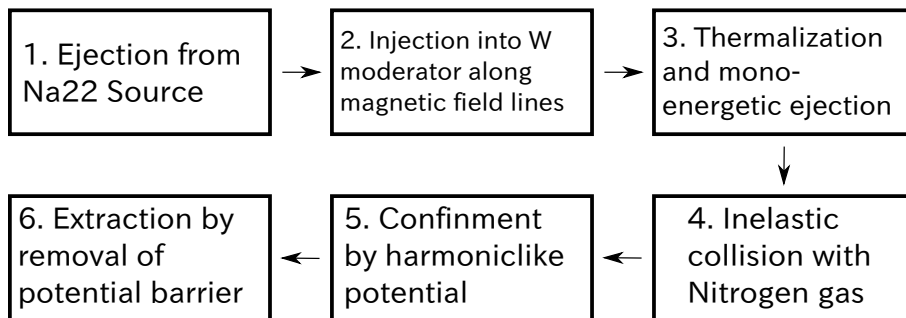 1. Ejection from
Na22 Source
2. Injection into W
moderator along
magnetic field lines
3. Thermalization
and mono-
energetic ejection
4. Inelastic
collision with
Nitrogen gas
5. Confinment
by harmoniclike
potential
6. Extraction by
removal of
potential barrier